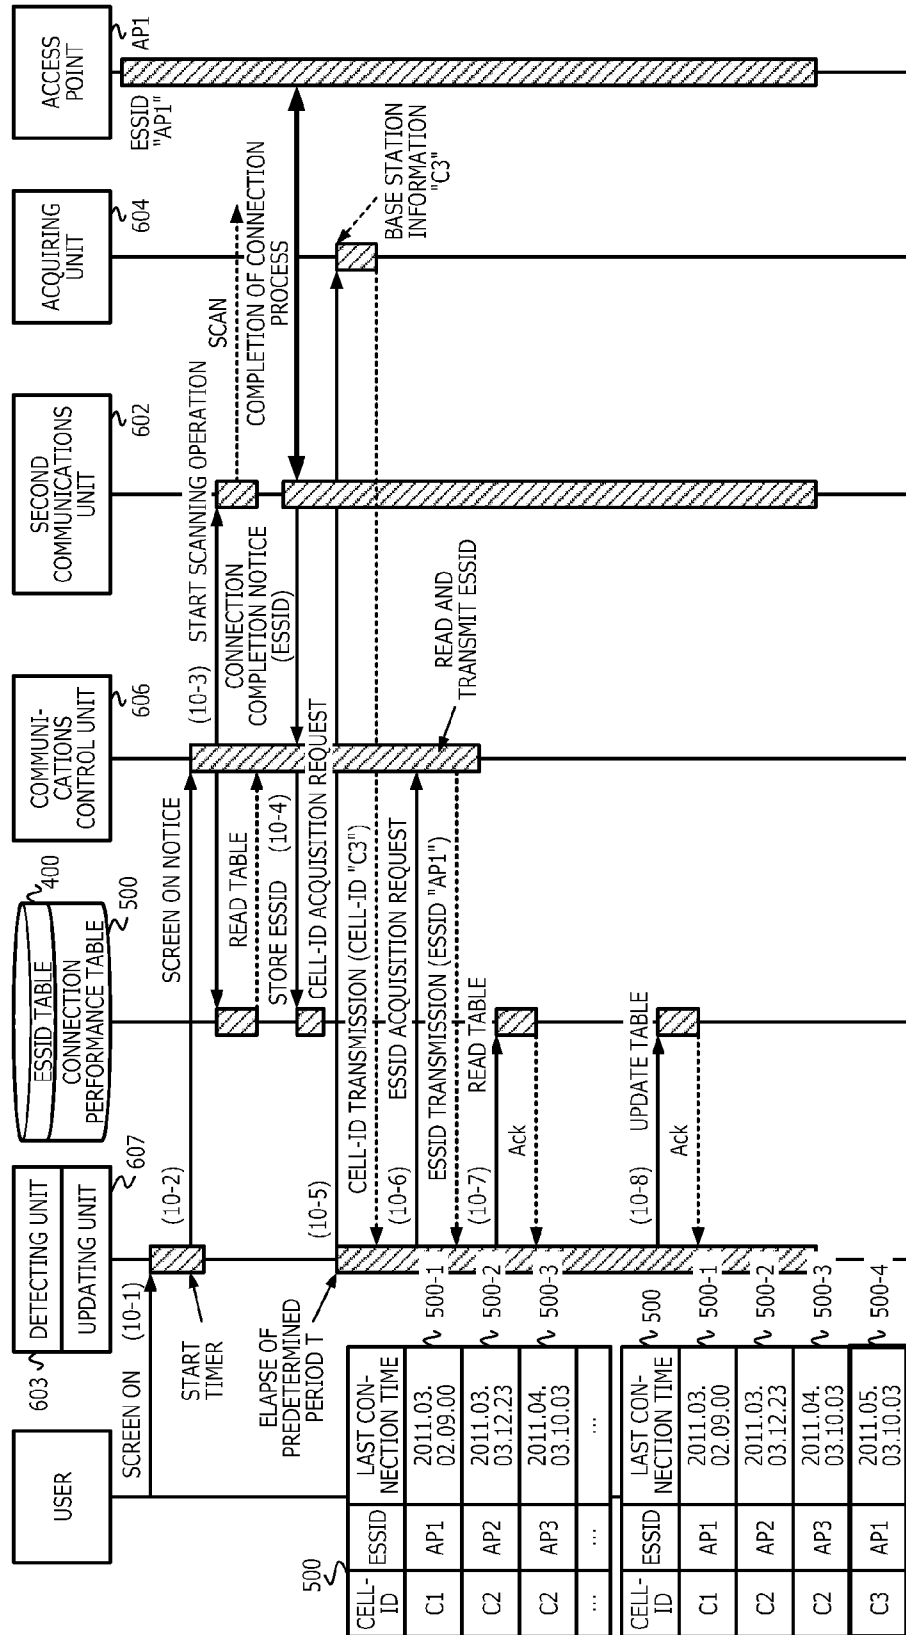 USER
DETECTING UNIT
UPDATING UNIT
603
607
ESSID TABLE
CONNECTION
PERFORMANCE TABLE
400
500
COMMUNI-
CATIONS
CONTROL UNIT
606
SECOND
COMMUNICATIONS
UNIT
602
ACQUIRING
UNIT
604
ACCESS
POINT
AP1
ESSID
"AP1"
SCREEN ON
(10-1)
START
TIMER
(10-2)
SCREEN ON NOTICE
(10-3)
START SCANNING OPERATION
SCAN
READ TABLE
CONNECTION
COMPLETION NOTICE
(ESSID)
COMPLETION OF CONNECTION
PROCESS
STORE ESSID
(10-4)
ELAPSE OF
PREDETERMINED
PERIOD T
(10-5)
CELL-ID ACQUISITION REQUEST
BASE STATION
INFORMATION
"C3"
CELL-ID TRANSMISSION (CELL-ID "C3")
(10-6)
ESSID ACQUISITION REQUEST
READ AND
TRANSMIT ESSID
ESSID TRANSMISSION (ESSID "AP1")
(10-7)
READ TABLE
Ack
(10-8)
UPDATE TABLE
Ack
500
CELL-
ID
ESSID
LAST CON-
NECTION TIME
C1
AP1
2011.03.
02.09.00
500-1
C2
AP2
2011.03.
03.12.23
500-2
C2
AP3
2011.04.
03.10.03
500-3
...
...
...
500
CELL-
ID
ESSID
LAST CON-
NECTION TIME
C1
AP1
2011.03.
02.09.00
500-1
C2
AP2
2011.03.
03.12.23
500-2
C2
AP3
2011.04.
03.10.03
500-3
C3
AP1
2011.05.
03.10.03
500-4